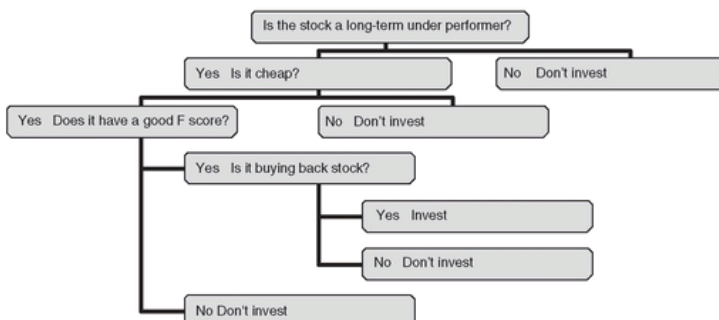 Is the stock a long-term under performer?
Yes Is it cheap?
No Don't invest
Yes Does it have a good F score?
No Don't invest
Yes Is it buying back stock?
Yes Invest
No Don't invest
No Don't invest